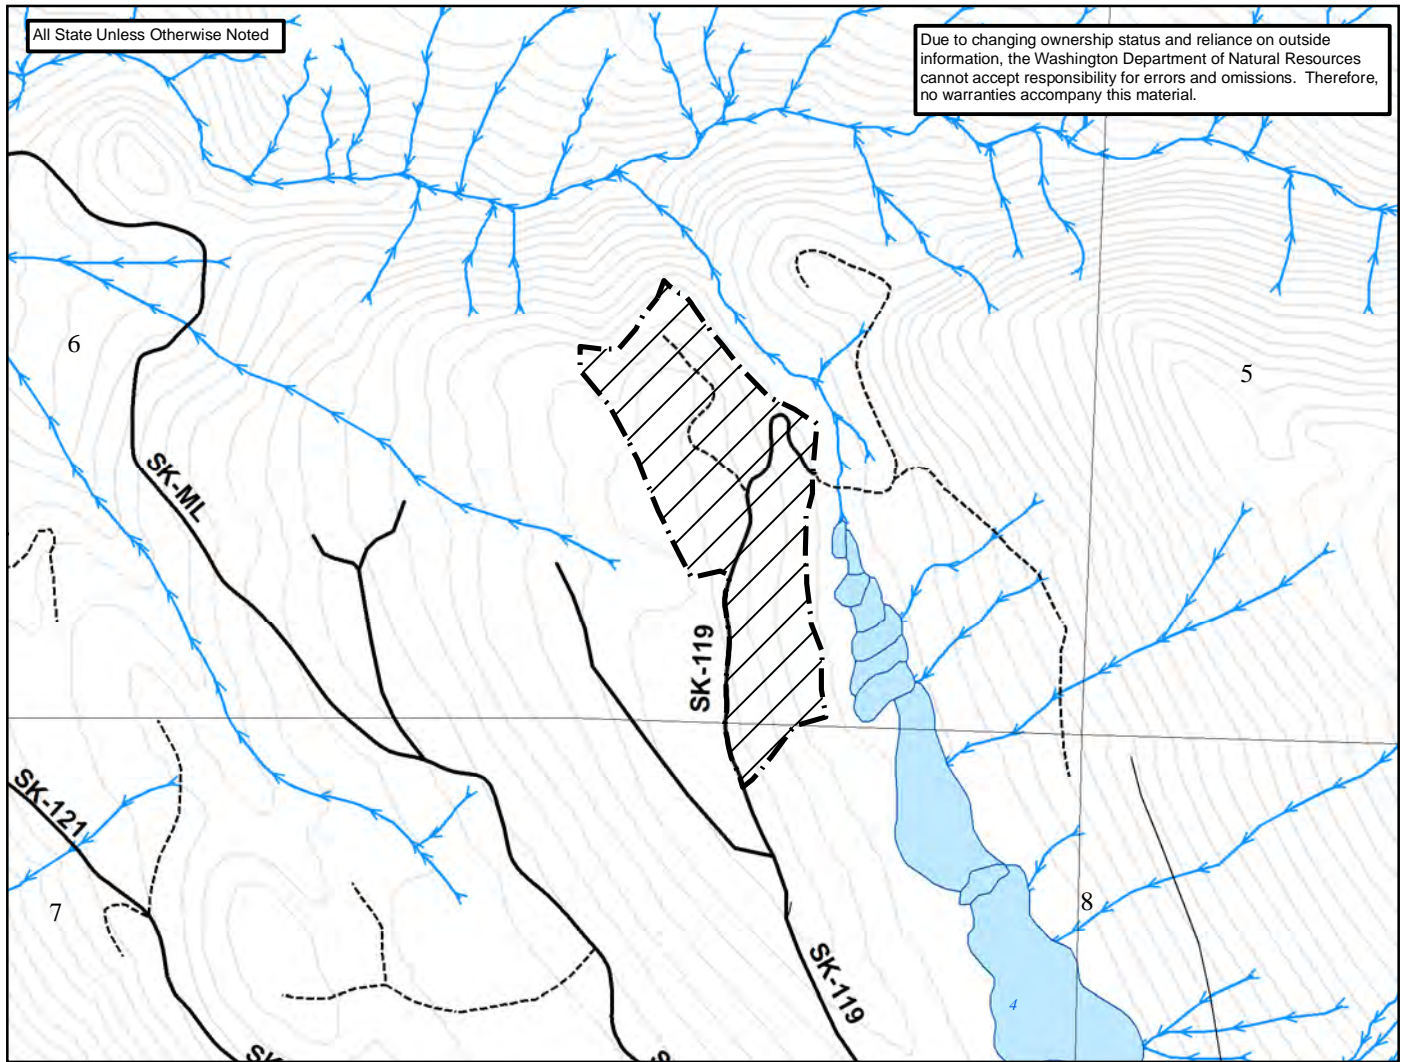 All State Unless Otherwise Noted
Due to changing ownership status and reliance on outside
information, the Washington Department of Natural Resources
cannot accept responsibility for errors and omissions.  Therefore,
no warranties accompany this material.
6
5
SK-ML
SK-119
SK-121
7
8
SK-119
4
SK
S